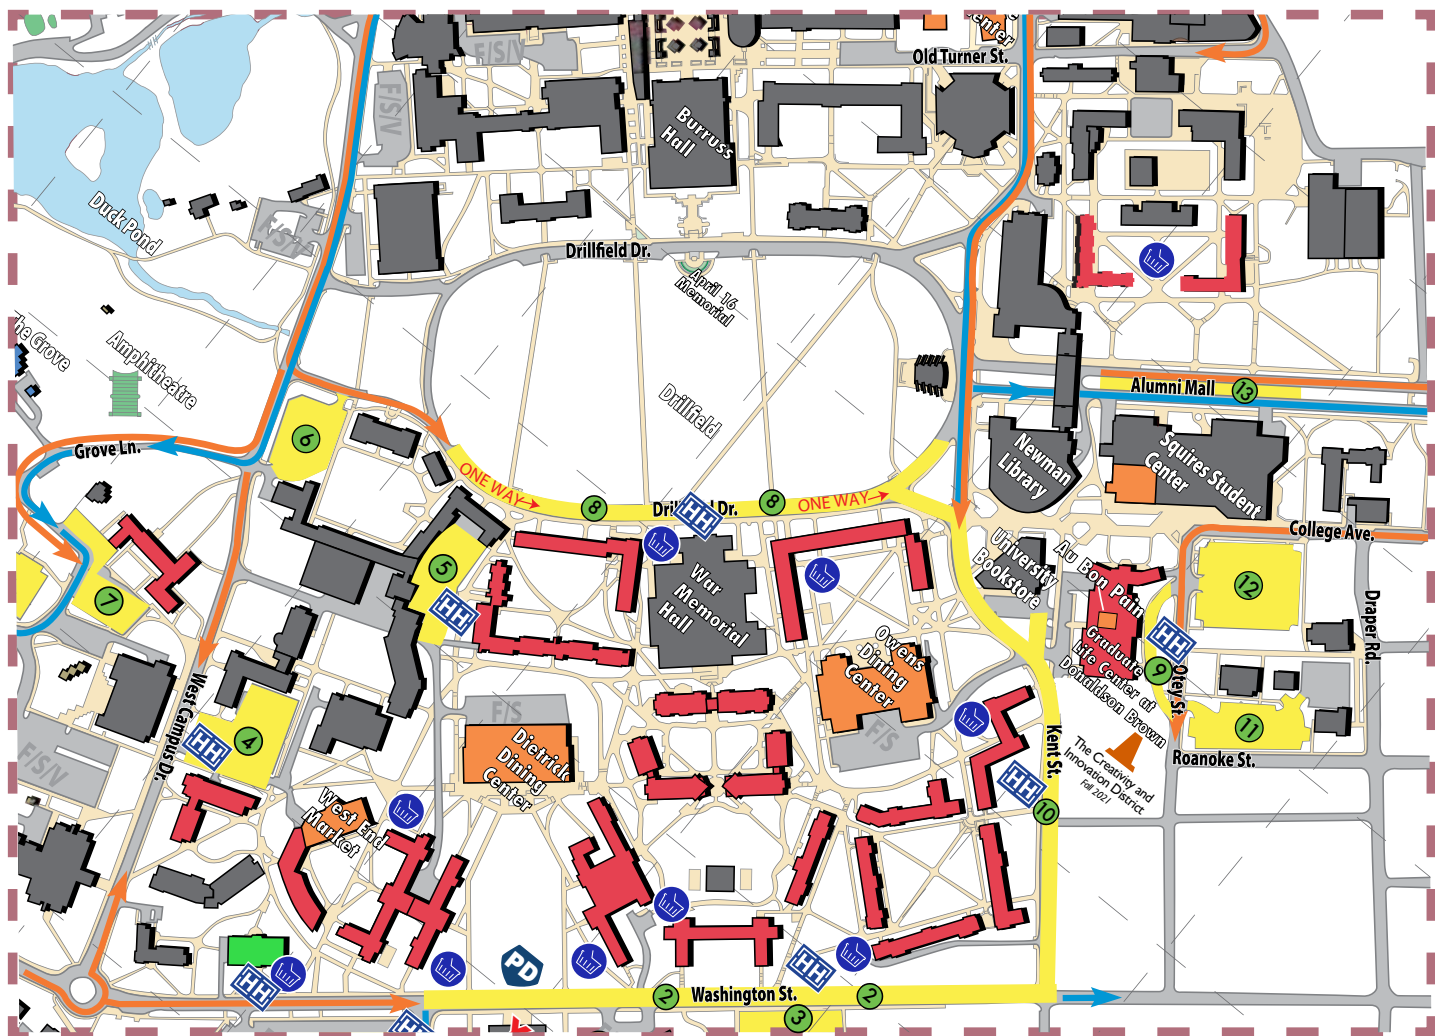 Center
Old Turner St.
F/S/V
F/S/V
Burruss
Hall
Duck Pond
F/S/V
Drillfield Dr.
April 16
Memorial
The Grove
Amphitheatre
Drillfield
Alumni Mall
13
Grove Ln.
6
ONE WAY
8
Drillfield Dr.
HH
8
ONE WAY
Newman
Library
Squires Student
Center
College Ave.
University
Bookstore
Au Bon Pain
Graduate
Life Center at
Donaldson Brown
12
Draper Rd.
7
5
HH
War
Memorial
Hall
Owens
Dining
Center
HH
9
Otey St.
11
Roanoke St.
West Campus Dr.
HH
4
F/S/V
F/S
Dietrick
Dining
Center
F/S
Kent St.
HH
10
The Creativity and
Innovation District
Fall 2021
West End
Market
HH
PD
HH
2
Washington St.
2
HH
3